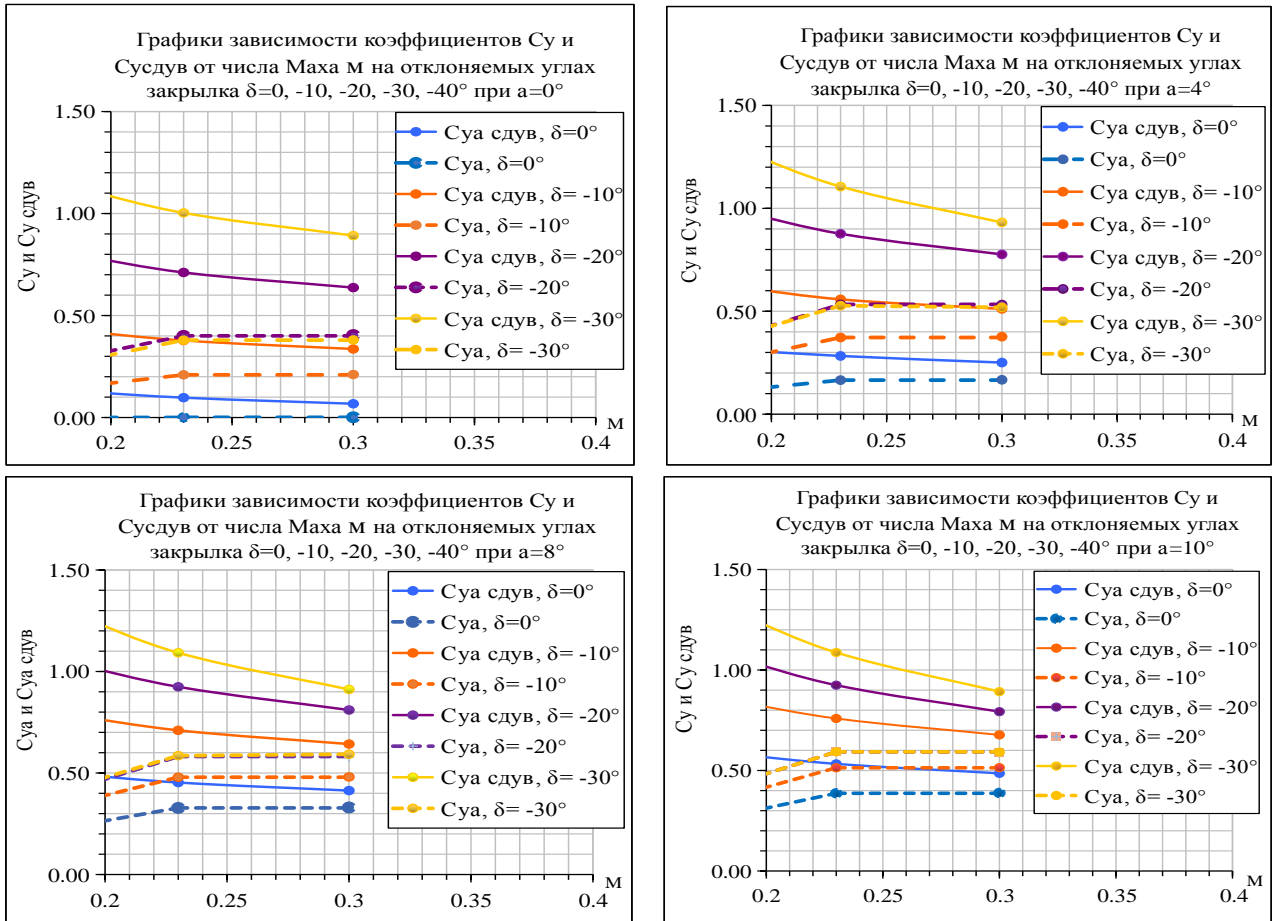 Графики зависимости коэффициентов Су и
Сусдув от числа Маха м на отклоняемых углах
закрылка δ=0, -10, -20, -30, -40° при a=0°
Су и Су сдув
1.50
1.00
0.50
0.00
0.2
0.25
0.3
0.35
0.4
м
Суа сдув, δ=0°
Суа, δ=0°
Суа сдув, δ= -10°
Суа, δ= -10°
Суа сдув, δ= -20°
Суа, δ= -20°
Суа сдув, δ= -30°
Суа, δ= -30°
Графики зависимости коэффициентов Су и
Сусдув от числа Маха м на отклоняемых углах
закрылка δ=0, -10, -20, -30, -40° при a=4°
Су и Су сдув
1.50
1.00
0.50
0.00
0.2
0.25
0.3
0.35
0.4
м
Суа сдув, δ=0°
Суа, δ=0°
Суа сдув, δ= -10°
Суа, δ= -10°
Суа сдув, δ= -20°
Суа, δ= -20°
Суа сдув, δ= -30°
Суа, δ= -30°
Графики зависимости коэффициентов Су и
Сусдув от числа Маха м на отклоняемых углах
закрылка δ=0, -10, -20, -30, -40° при a=8°
Суа и Суа сдув
1.50
1.00
0.50
0.00
0.2
0.25
0.3
0.35
0.4
м
Суа сдув, δ=0°
Суа, δ=0°
Суа сдув, δ= -10°
Суа, δ= -10°
Суа сдув, δ= -20°
Суа, δ= -20°
Суа сдув, δ= -30°
Суа, δ= -30°
Графики зависимости коэффициентов Су и
Сусдув от числа Маха м на отклоняемых углах
закрылка δ=0, -10, -20, -30, -40° при a=10°
Су и Су сдув
1.50
1.00
0.50
0.00
0.2
0.25
0.3
0.35
0.4
м
Суа сдув, δ=0°
Суа, δ=0°
Суа сдув, δ= -10°
Суа, δ= -10°
Суа сдув, δ= -20°
Суа, δ= -20°
Суа сдув, δ= -30°
Суа, δ= -30°